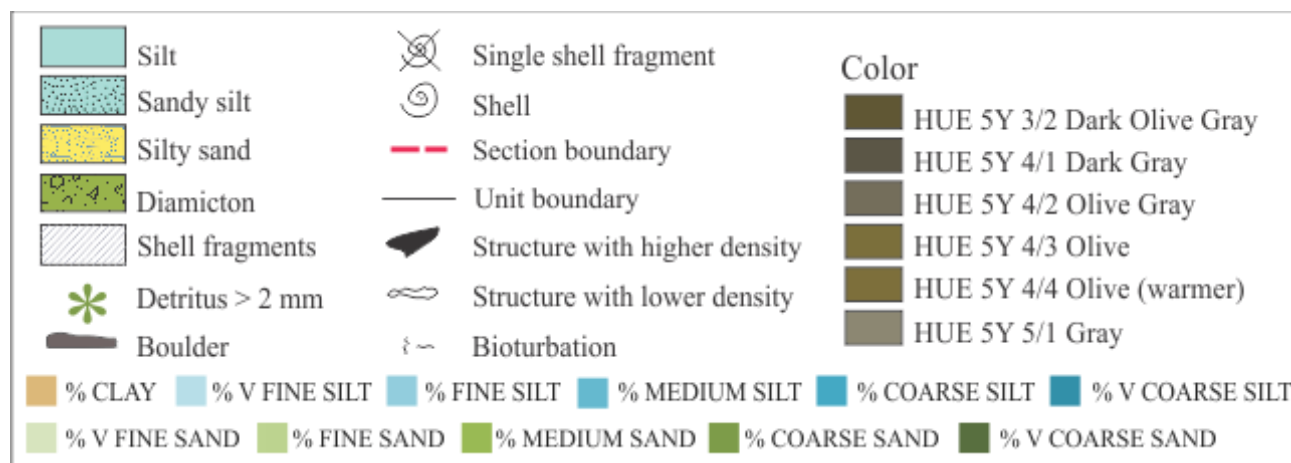 Silt
Sandy silt
Silty sand
Diamicton
Shell fragments
Detritus > 2 mm
Boulder
Single shell fragment
Shell
Section boundary
Unit boundary
Structure with higher density
Structure with lower density
Bioturbation
Color
HUE 5Y 3/2 Dark Olive Gray
HUE 5Y 4/1 Dark Gray
HUE 5Y 4/2 Olive Gray
HUE 5Y 4/3 Olive
HUE 5Y 4/4 Olive (warmer)
HUE 5Y 5/1 Gray
% CLAY % V FINE SILT % FINE SILT % MEDIUM SILT % COARSE SILT % V COARSE SILT
% V FINE SAND % FINE SAND % MEDIUM SAND % COARSE SAND % V COARSE SAND